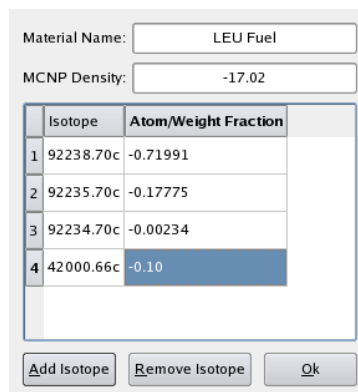 Material Name: LEU Fuel
MCNP Density: -17.02
Isotope Atom/Weight Fraction
1 92238.70c -0.71991
2 92235.70c -0.17775
3 92234.70c -0.00234
4 42000.66c -0.10
Add Isotope Remove Isotope Ok